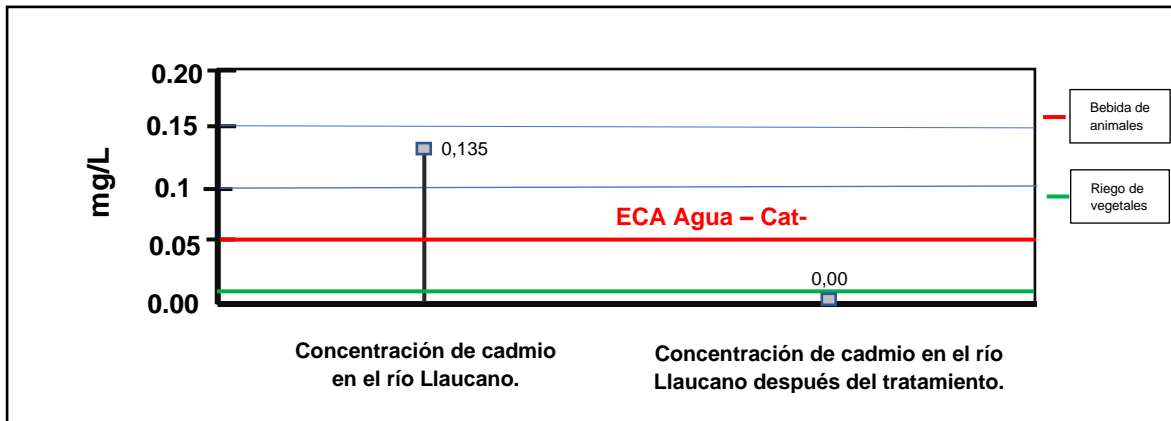 0.20
0.15
0.1
0.05
0.00
mg/L
0,135
ECA Agua – Cat-
0,00
Bebida de
animales
Riego de
vegetales
Concentración de cadmio
en el río Llaucano.
Concentración de cadmio en el río
Llaucano después del tratamiento.